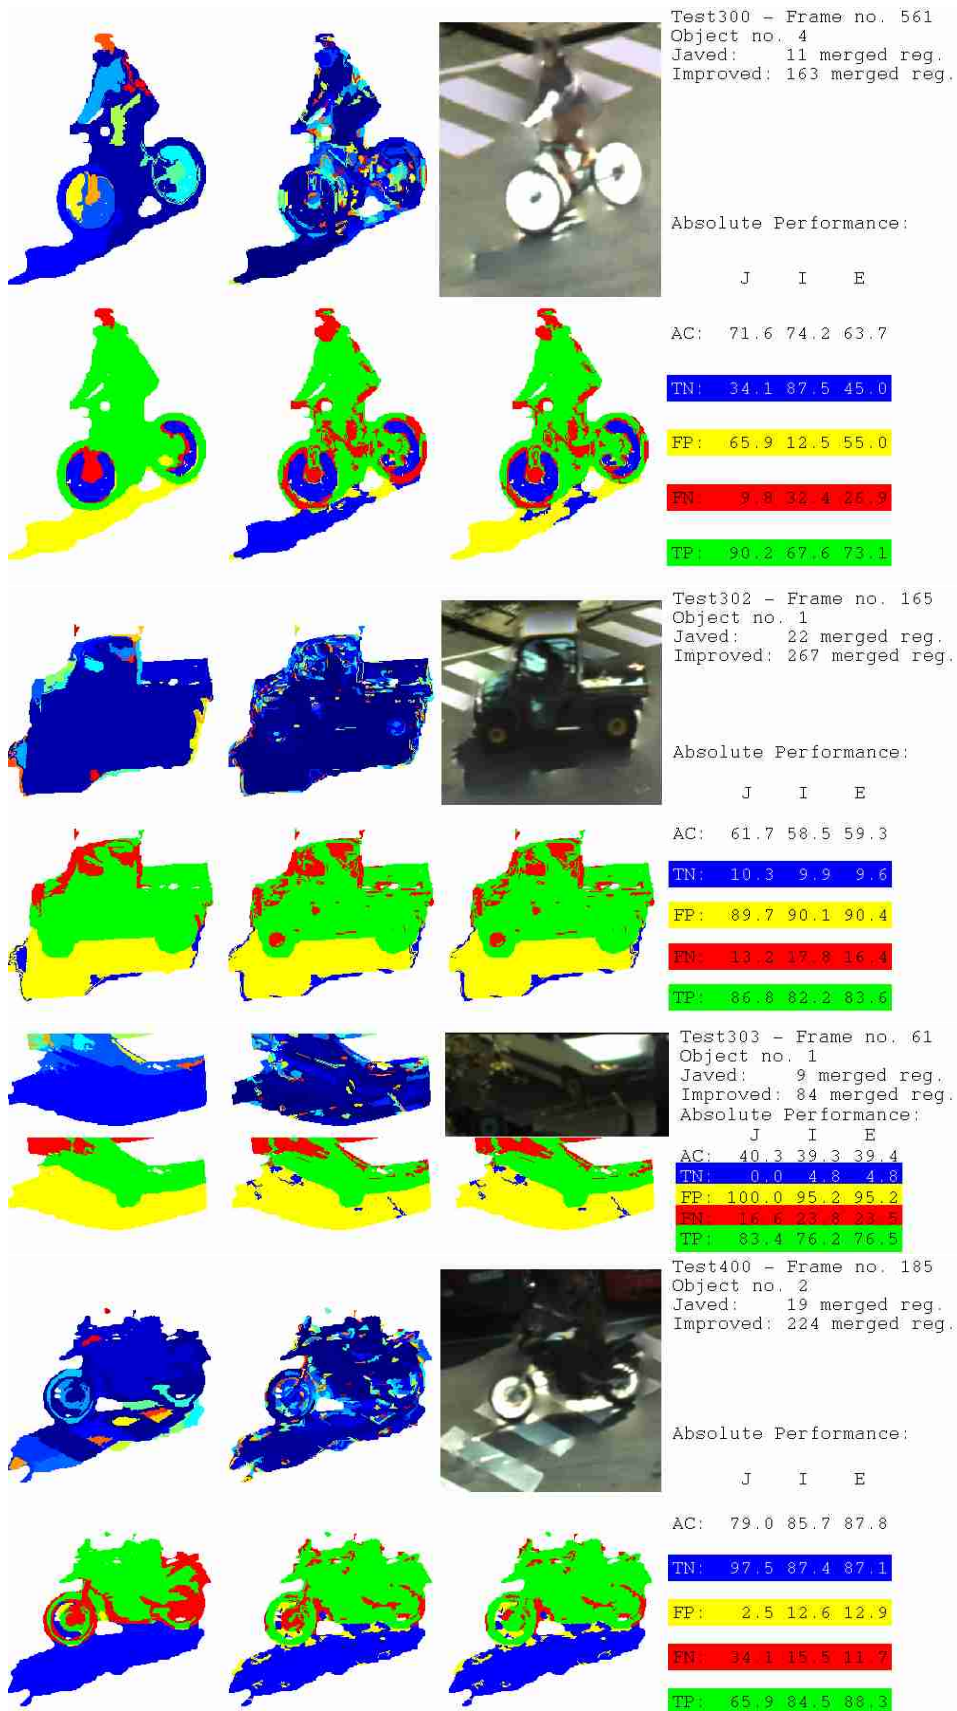 Test300 – Frame no. 561
Object no. 4
Javed: 11 merged reg.
Improved: 163 merged reg.
Absolute Performance:
J I E
AC: 71.6 74.2 63.7
TN: 34.1 87.5 45.0
FP: 65.9 12.5 55.0
FN: 9.8 32.4 26.9
TP: 90.2 67.6 73.1
Test302 – Frame no. 165
Object no. 1
Javed: 22 merged reg.
Improved: 267 merged reg.
Absolute Performance:
J I E
AC: 61.7 58.5 59.3
TN: 10.3 9.9 9.6
FP: 89.7 90.1 90.4
FN: 13.2 17.8 16.4
TP: 86.8 82.2 83.6
Test303 – Frame no. 61
Object no. 1
Javed: 9 merged reg.
Improved: 84 merged reg.
Absolute Performance:
J I E
AC: 40.3 39.3 39.4
TN: 0.0 4.8 4.8
FP: 100.0 95.2 95.2
FN: 16.6 23.8 23.5
TP: 83.4 76.2 76.5
Test400 – Frame no. 185
Object no. 2
Javed: 19 merged reg.
Improved: 224 merged reg.
Absolute Performance:
J I E
AC: 79.0 85.7 87.8
TN: 97.5 87.4 87.1
FP: 2.5 12.6 12.9
FN: 34.1 15.5 11.7
TP: 65.9 84.5 88.3